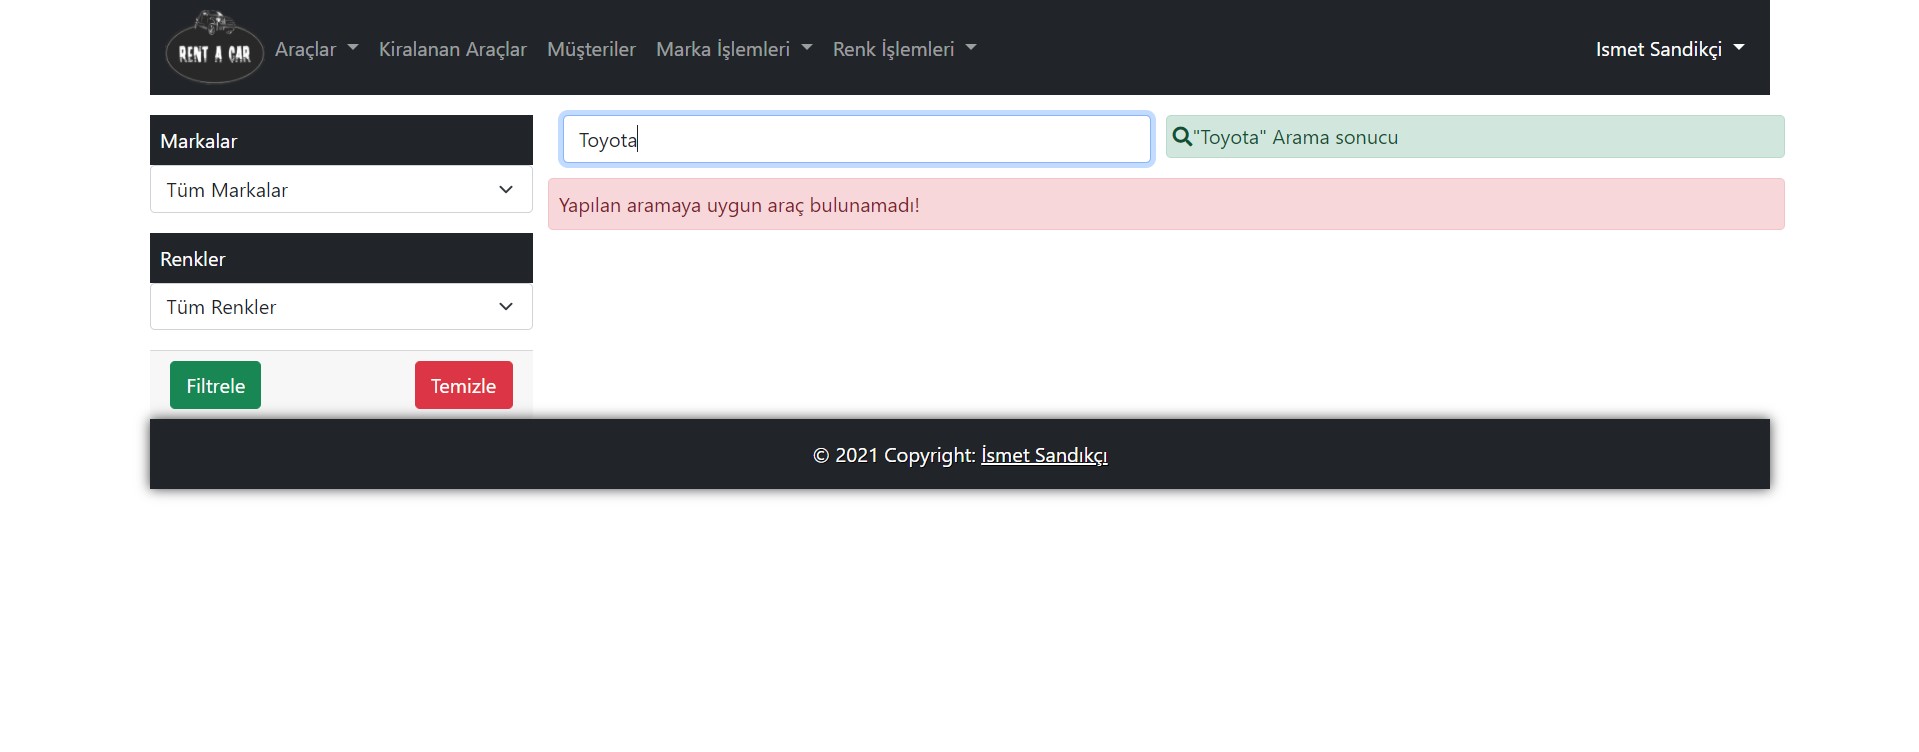 RENT A CAR
Araçlar Kiralanan Araçlar Müşteriler Marka İşlemleri Renk İşlemleri Ismet Sandikçi
Markalar
Tüm Markalar
Renkler
Tüm Renkler
Filtrele Temizle
Toyota
"Toyota" Arama sonucu
Yapılan aramaya uygun araç bulunamadı!
© 2021 Copyright: İsmet Sandıkçı